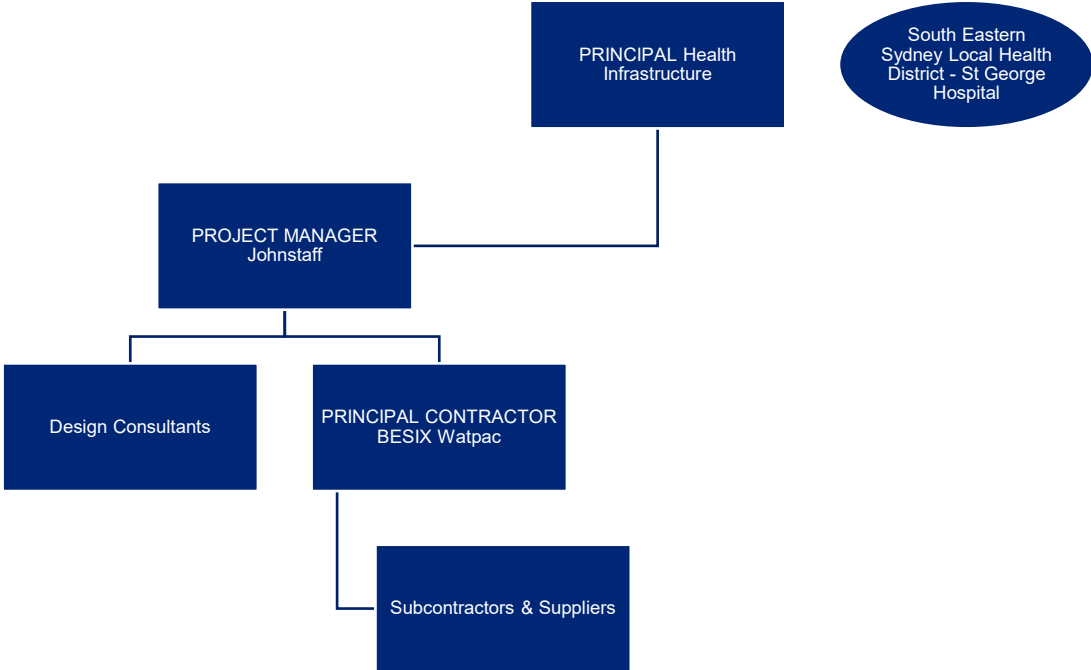 PRINCIPAL Health
Infrastructure
South Eastern
Sydney Local Health
District - St George
Hospital
PROJECT MANAGER
Johnstaff
Design Consultants
PRINCIPAL CONTRACTOR
BESIX Watpac
Subcontractors & Suppliers